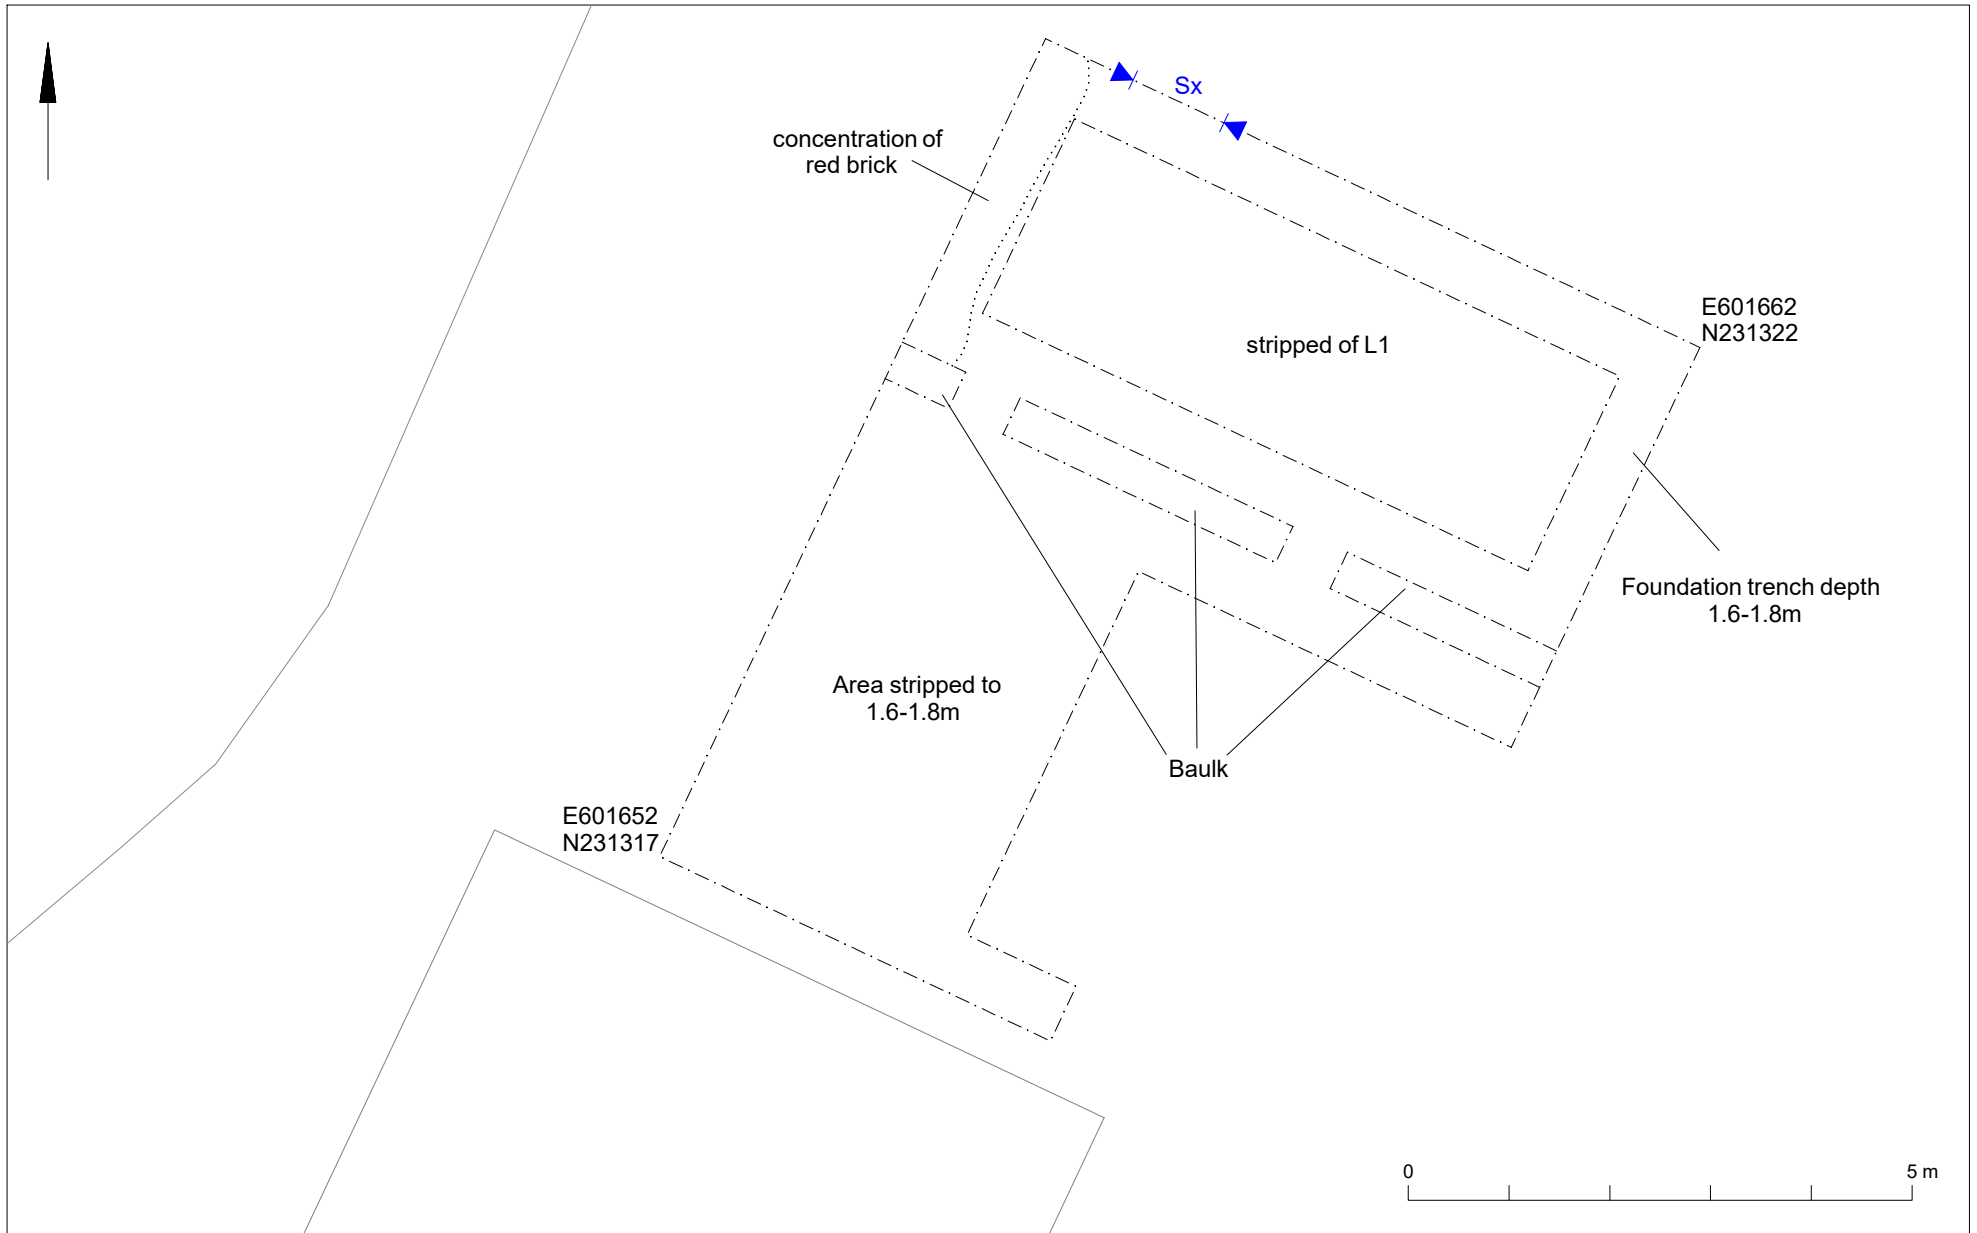 Sx
concentration of
red brick
E601662
N231322
stripped of L1
Foundation trench depth
1.6-1.8m
Area stripped to
1.6-1.8m
Baulk
E601652
N231317
0
5 m